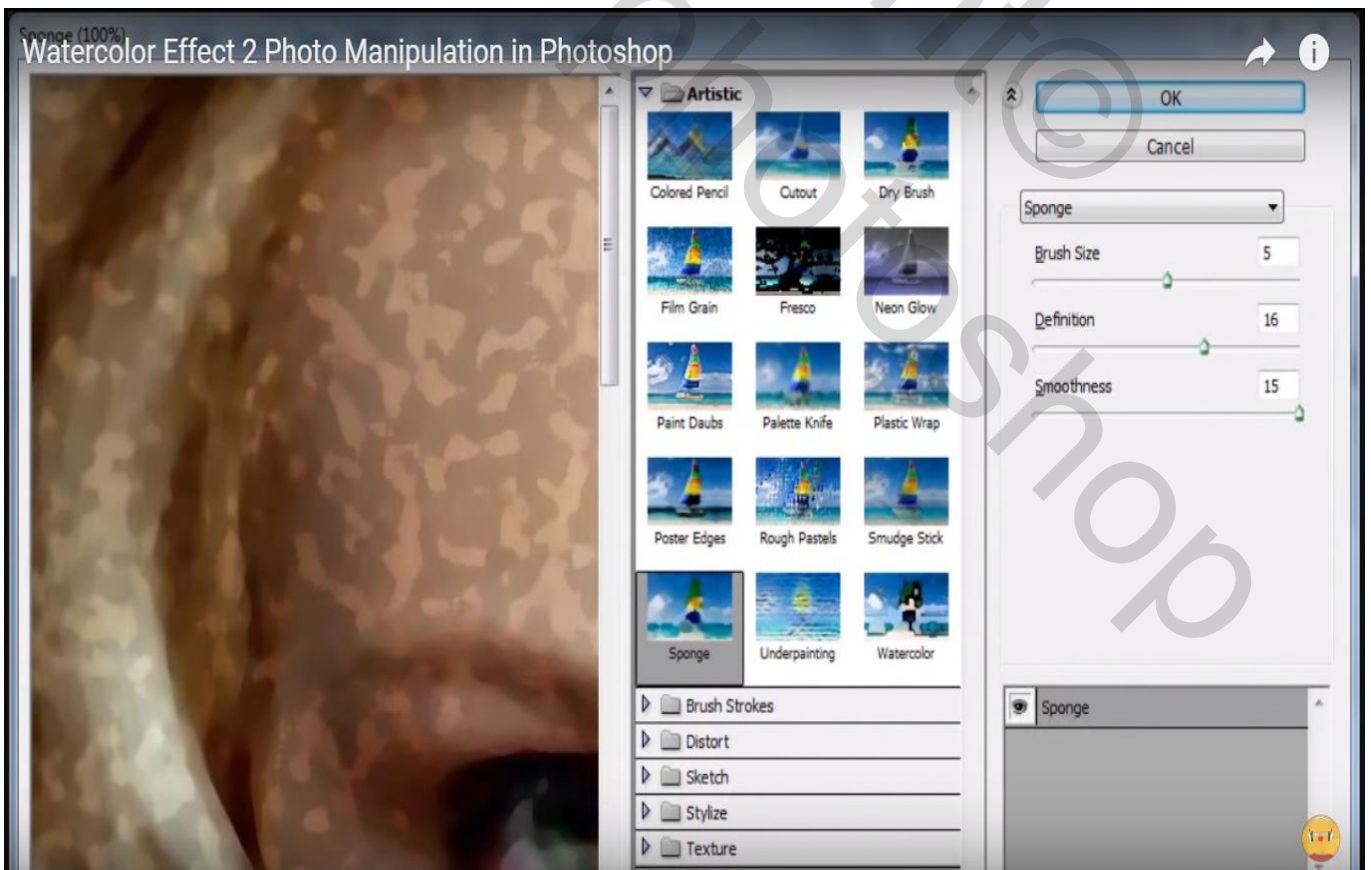 Sponge (100%)
Watercolor Effect 2 Photo Manipulation in Photoshop
Artistic
Colored Pencil
Cutout
Dry Brush
Film Grain
Fresco
Neon Glow
Paint Daubs
Palette Knife
Plastic Wrap
Poster Edges
Rough Pastels
Smudge Stick
Sponge
Underpainting
Watercolor
Brush Strokes
Distort
Sketch
Stylize
Texture
OK
Cancel
Sponge
Brush Size 5
Definition 16
Smoothness 15
Sponge
photoshop